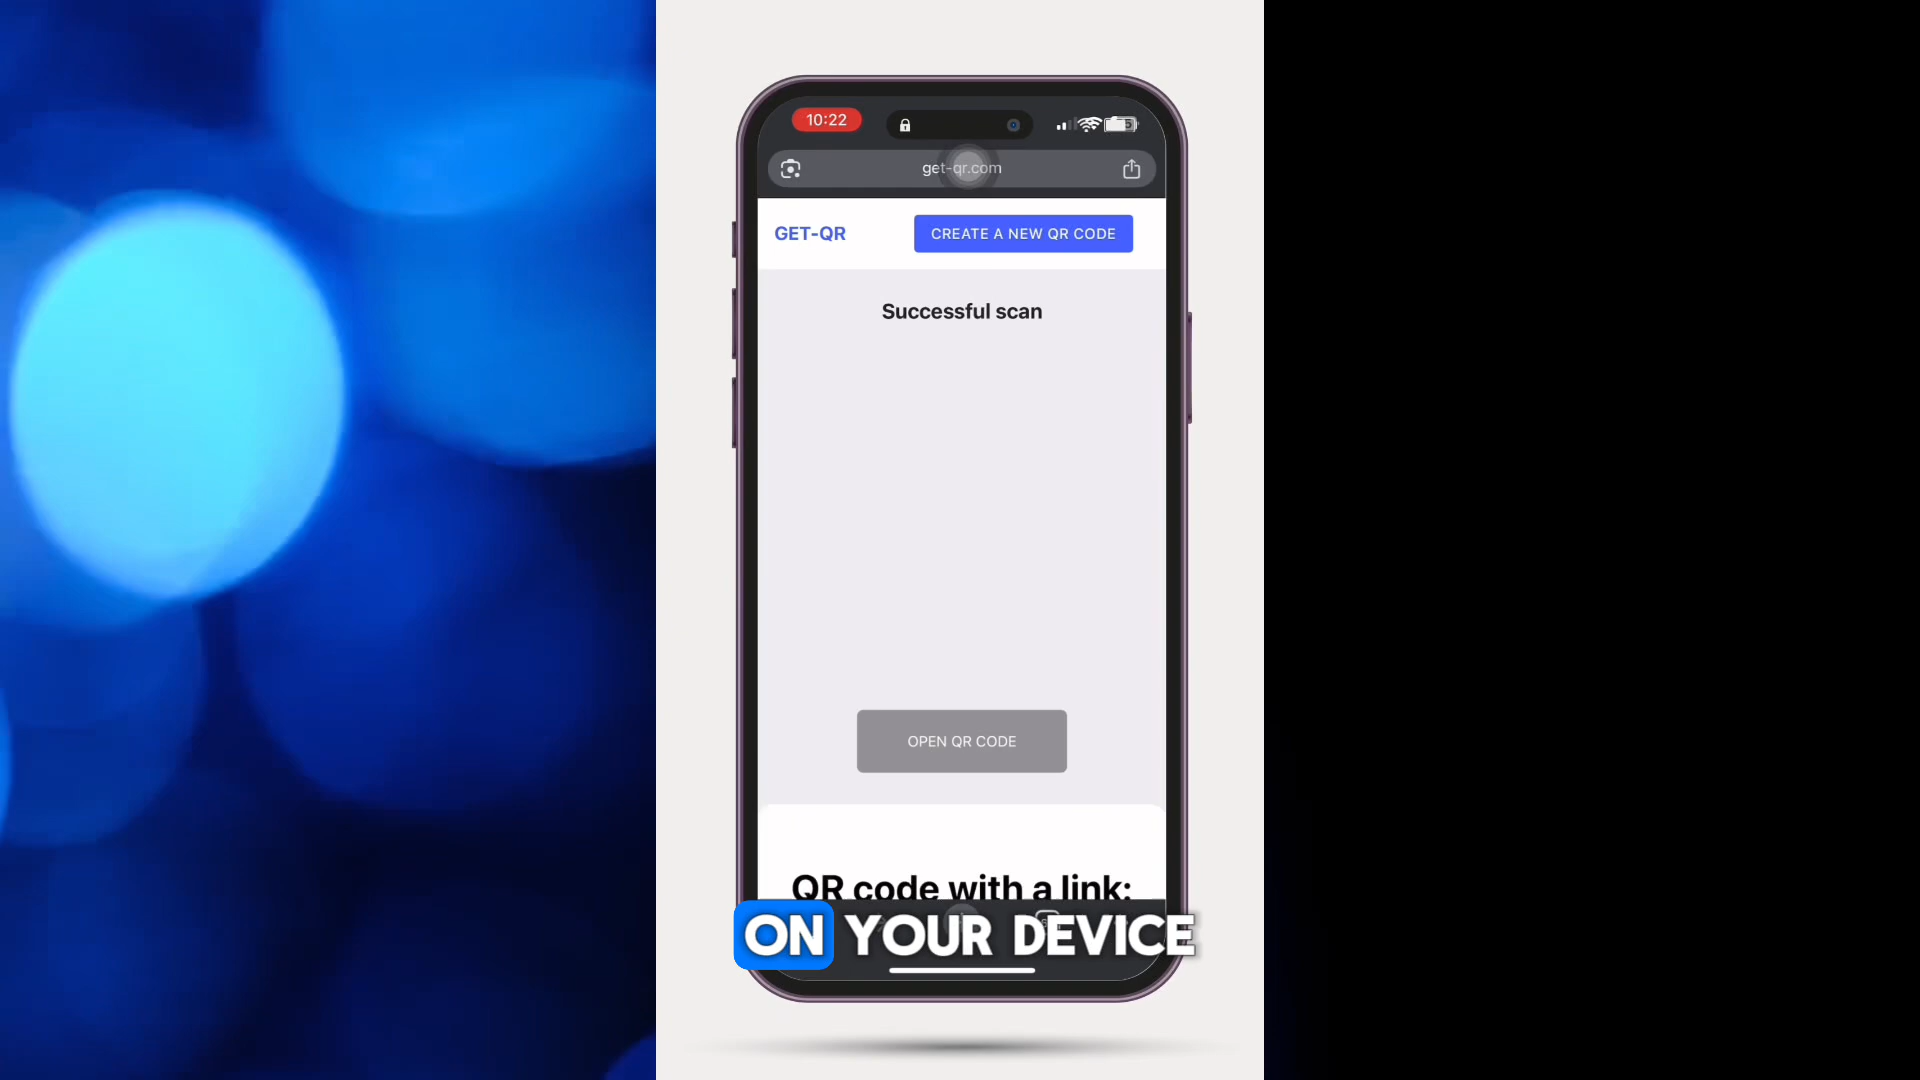 10:22
get-qr.com
GET-QR
CREATE A NEW QR CODE
Successful scan
OPEN QR CODE
QR code with a link:
ON YOUR DEVICE